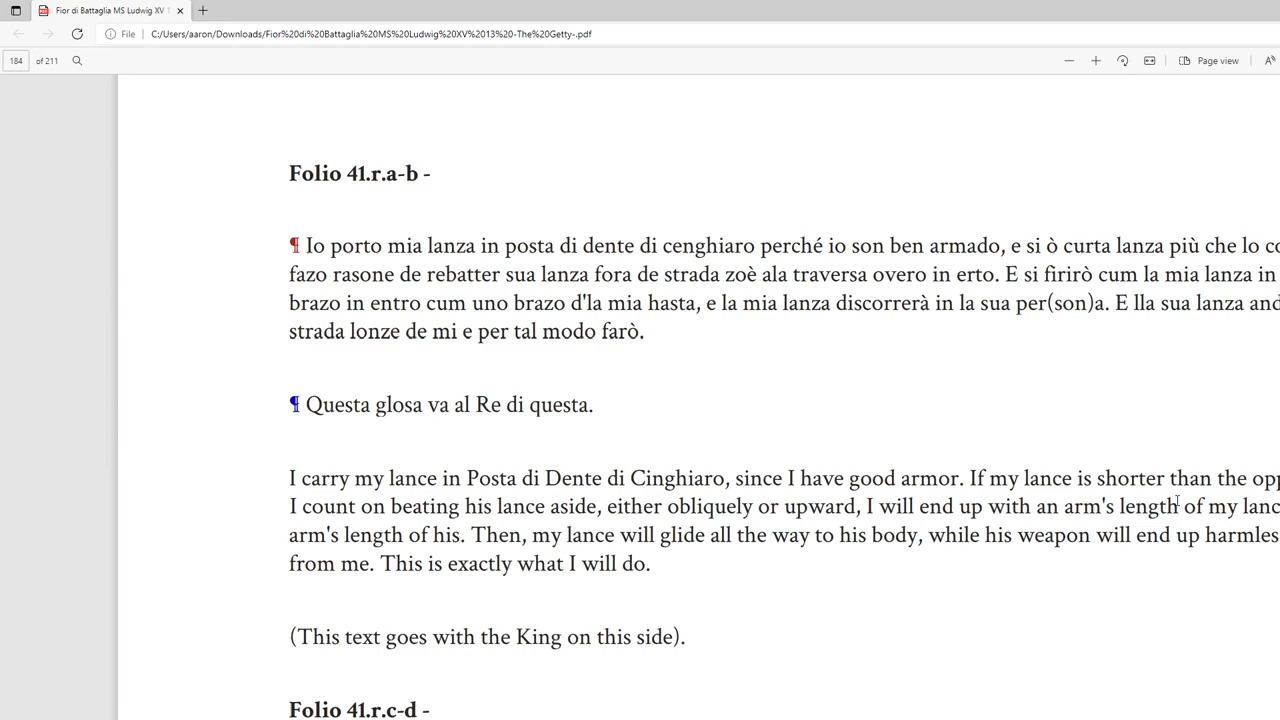 Fior di Battaglia MS Ludwig XV 1
File C:/Users/aaron/Downloads/Fior%20di%20Battaglia%20MS%20Ludwig%20XV%2013%20-The%20Getty-.pdf
184 of 211 Page view
Folio 41.r.a-b -
¶ Io porto mia lanza in posta di dente di cenghiaro perché io son ben armado, e si ò curta lanza più che lo co
fazo rasone de rebatter sua lanza fora de strada zoè ala traversa overo in erto. E si firirò cum la mia lanza in
brazo in entro cum uno brazo d'la mia hasta, e la mia lanza discorrerà in la sua per(son)a. E lla sua lanza and
strada lonze de mi e per tal modo farò.
¶ Questa glosa va al Re di questa.
I carry my lance in Posta di Dente di Cinghiaro, since I have good armor. If my lance is shorter than the opp
I count on beating his lance aside, either obliquely or upward, I will end up with an arm's length of my lanc
arm's length of his. Then, my lance will glide all the way to his body, while his weapon will end up harmles
from me. This is exactly what I will do.
(This text goes with the King on this side).
Folio 41.r.c-d -